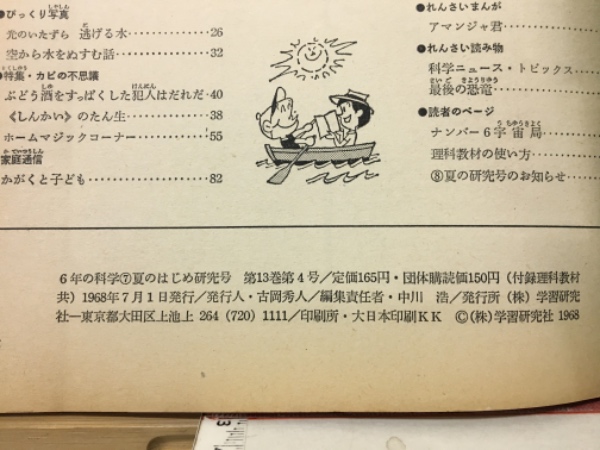 ●びっくり写真
光のいたずら 逃げる水…………26
空から水をぬすむ話……………32
●特集・カビの不思議
ぶどう酒をすっぱくした犯人はだれだ·40
《しんかい》のたん生……………38
ホームマジックコーナー…………55
家庭通信
かがくと子ども……………82
●れんさいまんが
アマンジャ君…………
●れんさい読み物
科学ニュース・トピックス……
最後の恐竜…………
●読者のページ
ナンバー6宇宙局…………
理科教材の使い方…………
⑧夏の研究号のお知らせ……
6年の科学⑦夏のはじめ研究号 第13巻第4号/定価165円・団体購読価150円(付録理科教材
共)1968年7月1日発行/発行人・古岡秀人/編集責任者・中川 浩/発行所(株)学習研究
社―東京都大田区上池上264(720)1111/印刷所・大日本印刷KK ©(株)学習研究社 1968